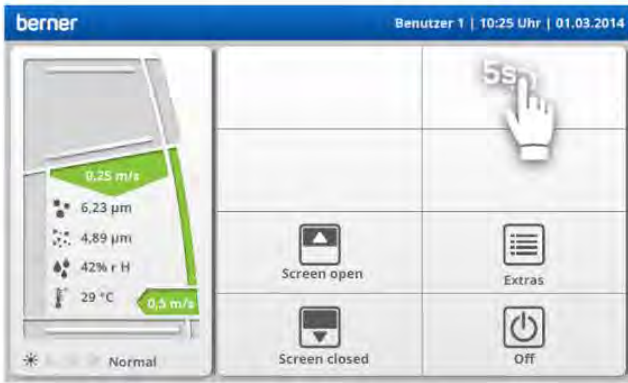 berner
Benutzer 1 | 10:25 Uhr | 01.03.2014
5s
0,25 m/s
6,23 µm
4,89 µm
42% r H
29 °C
0,5 m/s
Normal
Screen open
Extras
Screen closed
Off